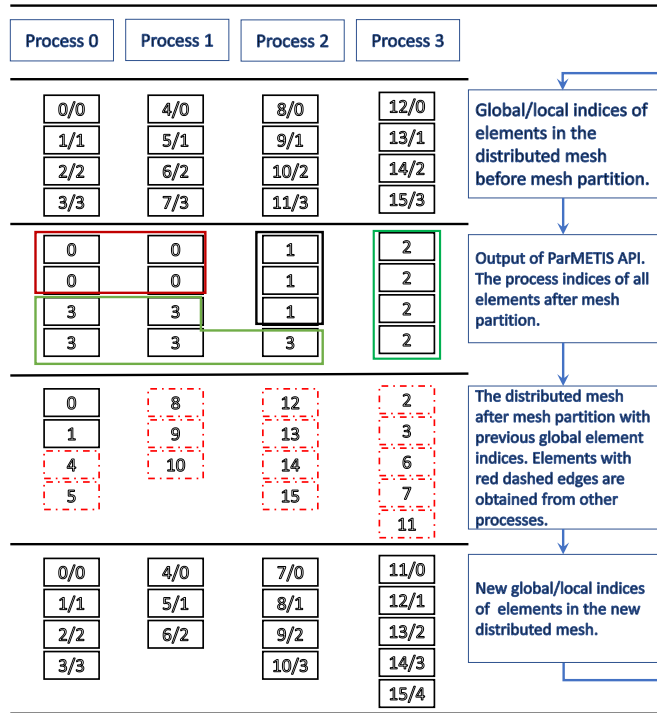 Process 0 Process 1 Process 2 Process 3
0/0 4/0 8/0 12/0
1/1 5/1 9/1 13/1
2/2 6/2 10/2 14/2
3/3 7/3 11/3 15/3
Global/local indices of
elements in the
distributed mesh
before mesh partition.
0 0 1 2
0 0 1 2
3 3 1 2
3 3 3 2
Output of ParMETIS API.
The process indices of all
elements after mesh
partition.
0 8 12 2
1 9 13 3
4 10 14 6
5 15 7
11
The distributed mesh
after mesh partition with
previous global element
indices. Elements with
red dashed edges are
obtained from other
processes.
0/0 4/0 7/0 11/0
1/1 5/1 8/1 12/1
2/2 6/2 9/2 13/2
3/3 10/3 14/3
15/4
New global/local indices
of elements in the new
distributed mesh.